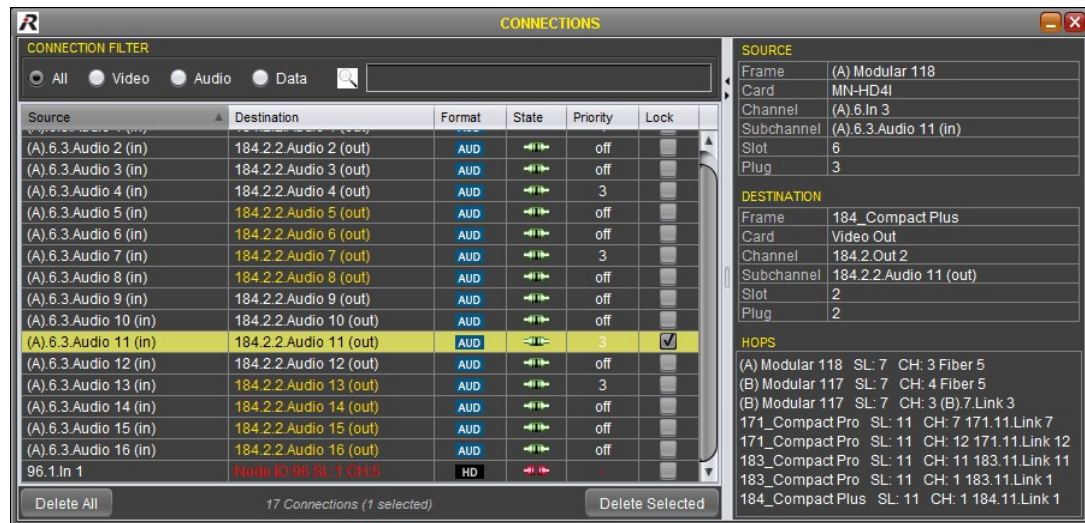 CONNECTIONS
CONNECTION FILTER
All Video Audio Data
Source Destination Format State Priority Lock
(A).6.3.Audio 2 (in) 184.2.2.Audio 2 (out) AUD off
(A).6.3.Audio 3 (in) 184.2.2.Audio 3 (out) AUD off
(A).6.3.Audio 4 (in) 184.2.2.Audio 4 (out) AUD 3
(A).6.3.Audio 5 (in) 184.2.2.Audio 5 (out) AUD off
(A).6.3.Audio 6 (in) 184.2.2.Audio 6 (out) AUD off
(A).6.3.Audio 7 (in) 184.2.2.Audio 7 (out) AUD 3
(A).6.3.Audio 8 (in) 184.2.2.Audio 8 (out) AUD off
(A).6.3.Audio 9 (in) 184.2.2.Audio 9 (out) AUD off
(A).6.3.Audio 10 (in) 184.2.2.Audio 10 (out) AUD off
(A).6.3.Audio 11 (in) 184.2.2.Audio 11 (out) AUD 3
(A).6.3.Audio 12 (in) 184.2.2.Audio 12 (out) AUD off
(A).6.3.Audio 13 (in) 184.2.2.Audio 13 (out) AUD 3
(A).6.3.Audio 14 (in) 184.2.2.Audio 14 (out) AUD off
(A).6.3.Audio 15 (in) 184.2.2.Audio 15 (out) AUD off
(A).6.3.Audio 16 (in) 184.2.2.Audio 16 (out) AUD off
96.1.In 1 Node ID:96 SL:1 CH:5 HD -
Delete All 17 Connections (1 selected) Delete Selected
SOURCE
Frame (A) Modular 118
Card MN-HD4I
Channel (A).6.In 3
Subchannel (A).6.3.Audio 11 (in)
Slot 6
Plug 3
DESTINATION
Frame 184_Compact Plus
Card Video Out
Channel 184.2.Out 2
Subchannel 184.2.2.Audio 11 (out)
Slot 2
Plug 2
HOPS
(A) Modular 118 SL: 7 CH: 3 Fiber 5
(B) Modular 117 SL: 7 CH: 4 Fiber 5
(B) Modular 117 SL: 7 CH: 3 (B).7.Link 3
171_Compact Pro SL: 11 CH: 7 171.11.Link 7
171_Compact Pro SL: 11 CH: 12 171.11.Link 12
183_Compact Pro SL: 11 CH: 11 183.11.Link 11
183_Compact Pro SL: 11 CH: 1 183.11.Link 1
184_Compact Plus SL: 11 CH: 1 184.11.Link 1